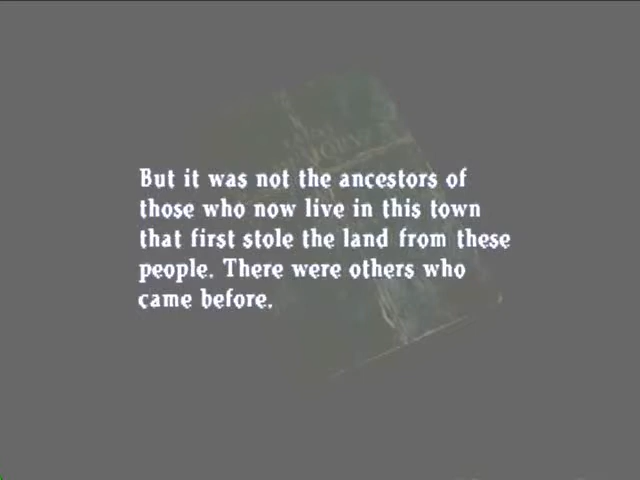 But it was not the ancestors of
those who now live in this town
that first stole the land from these
people. There were others who
came before.